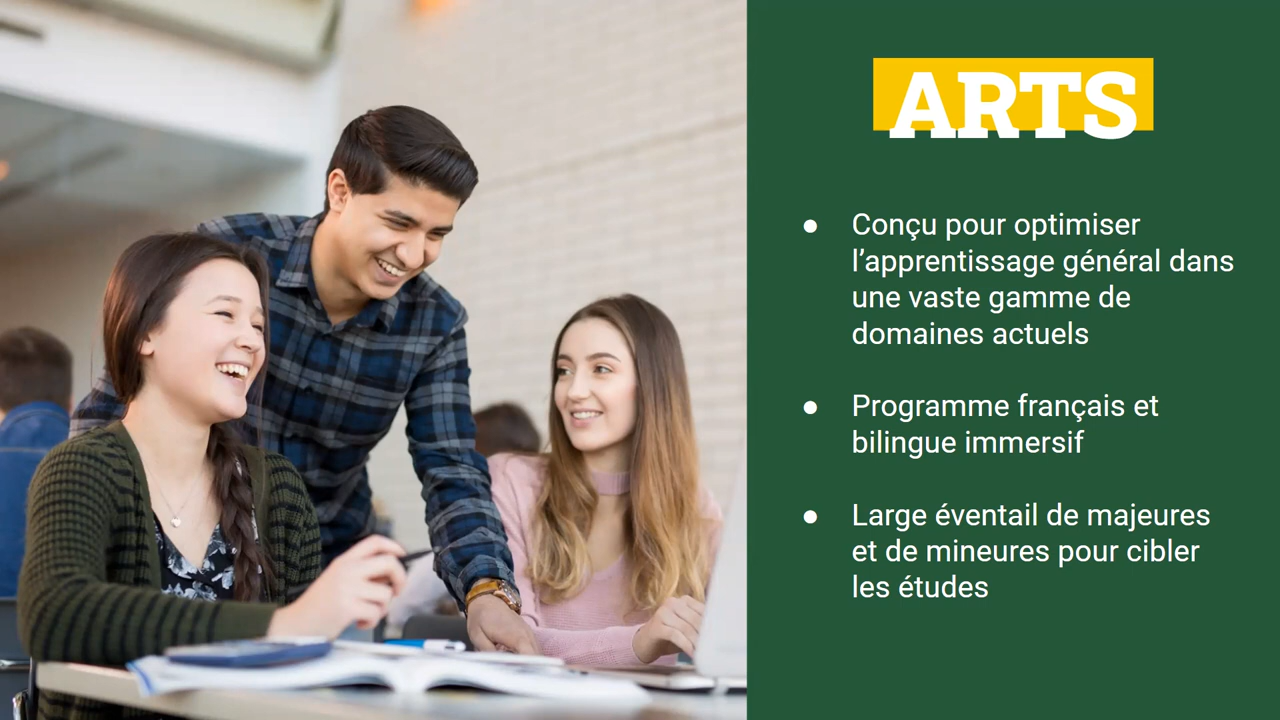 ARTS
● Conçu pour optimiser
l’apprentissage général dans
une vaste gamme de
domaines actuels
● Programme français et
bilingue immersif
● Large éventail de majeures
et de mineures pour cibler
les études